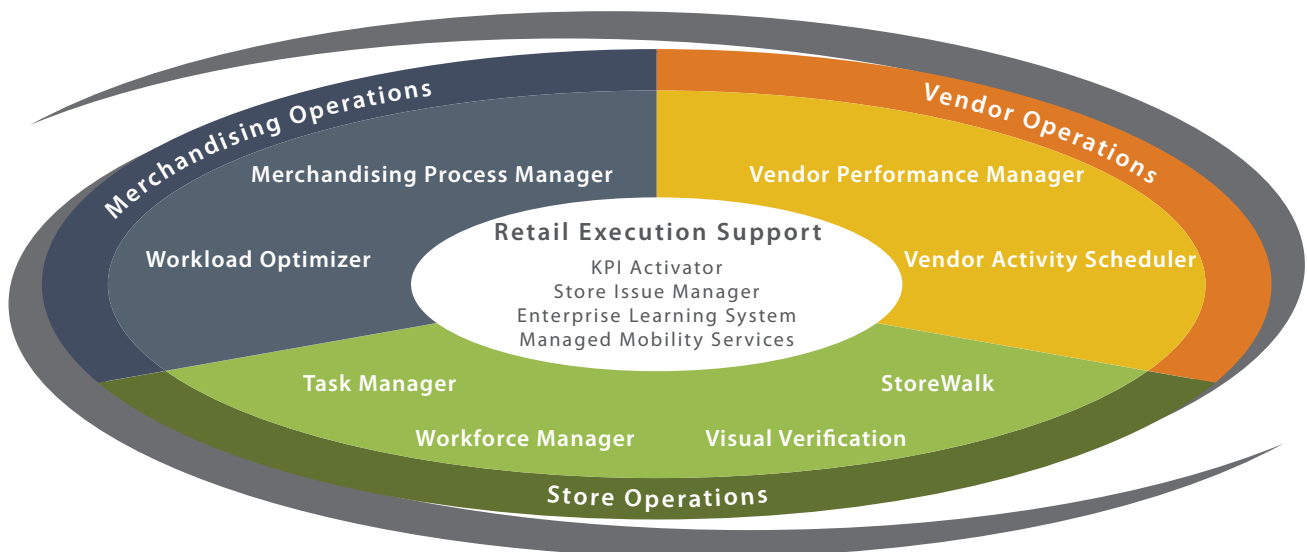 Merchandising Operations
Vendor Operations
Merchandising Process Manager
Vendor Performance Manager
Workload Optimizer
Vendor Activity Scheduler
Retail Execution Support
KPI Activator
Store Issue Manager
Enterprise Learning System
Managed Mobility Services
Task Manager
StoreWalk
Workforce Manager
Visual Verification
Store Operations